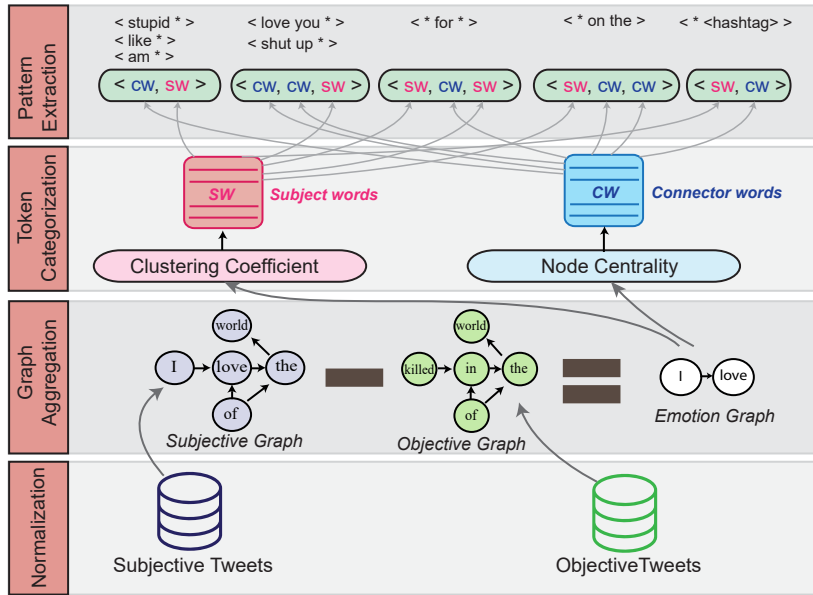 Pattern
Extraction
< stupid * >
< like * >
< am * >
< love you * >
< shut up * >
< * for * >
< * on the >
< * <hashtag> >
< CW, SW >
< CW, CW, SW >
< SW, CW, SW >
< SW, CW, CW >
< SW, CW >
Token
Categorization
SW
Subject words
CW
Connector words
Clustering Coefficient
Node Centrality
Graph
Aggregation
world
I
love
the
of
Subjective Graph
world
killed
in
the
of
Objective Graph
I
love
Emotion Graph
Normalization
Subjective Tweets
ObjectiveTweets